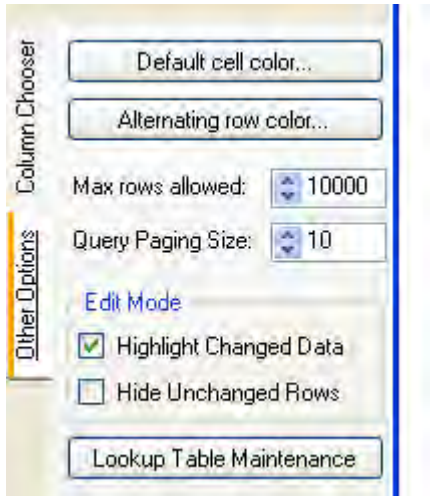 Column Chooser
Other Options
Default cell color...
Alternating row color...
Max rows allowed: 10000
Query Paging Size: 10
Edit Mode
Highlight Changed Data
Hide Unchanged Rows
Lookup Table Maintenance